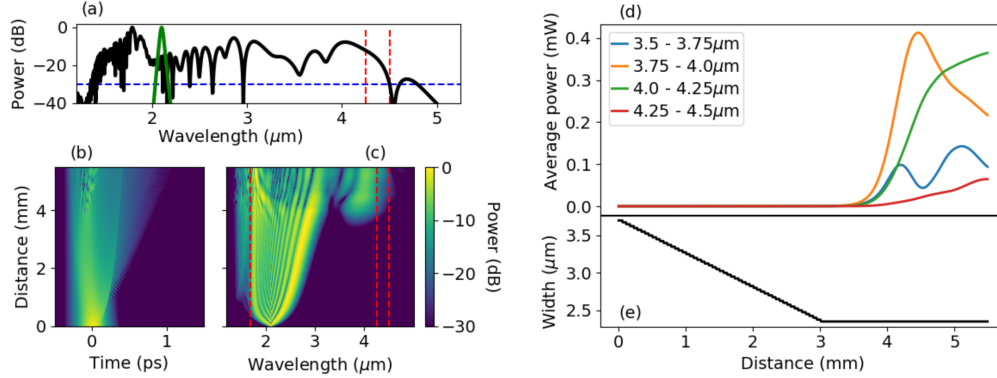 (a)
Power (dB)
0
−20
−40
2
3
4
5
Wavelength (μm)
(b)
Distance (mm)
4
2
0
0
1
Time (ps)
(c)
2
3
4
Wavelength (μm)
0
−10
−20
−30
Power (dB)
(d)
Average power (mW)
0.4
0.3
0.2
0.1
0.0
3.5 - 3.75μm
3.75 - 4.0μm
4.0 - 4.25μm
4.25 - 4.5μm
Width (μm)
3.5
3.0
2.5
(e)
0
1
2
3
4
5
Distance (mm)